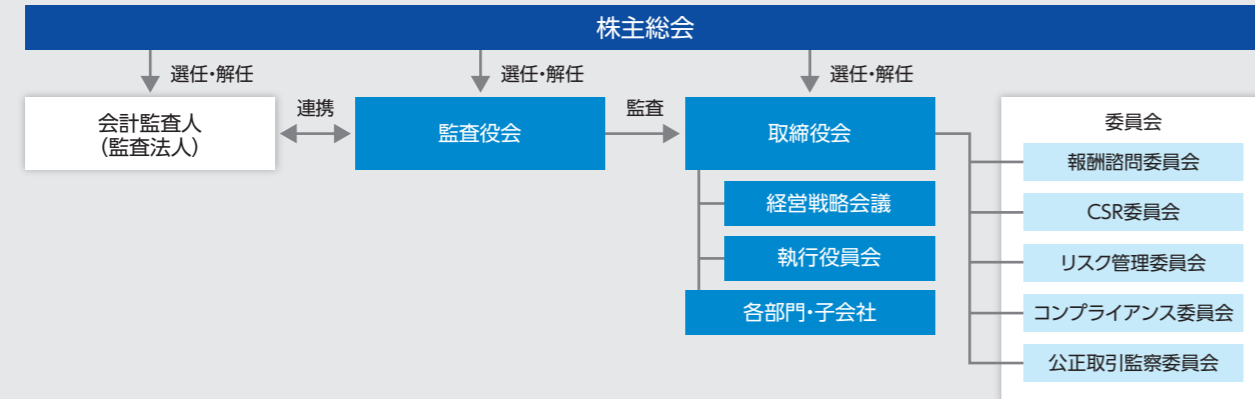 株主総会
選任・解任
選任・解任
選任・解任
会計監査人
（監査法人）
連携
監査役会
監査
取締役会
経営戦略会議
執行役員会
各部門・子会社
委員会
報酬諮問委員会
CSR委員会
リスク管理委員会
コンプライアンス委員会
公正取引監察委員会